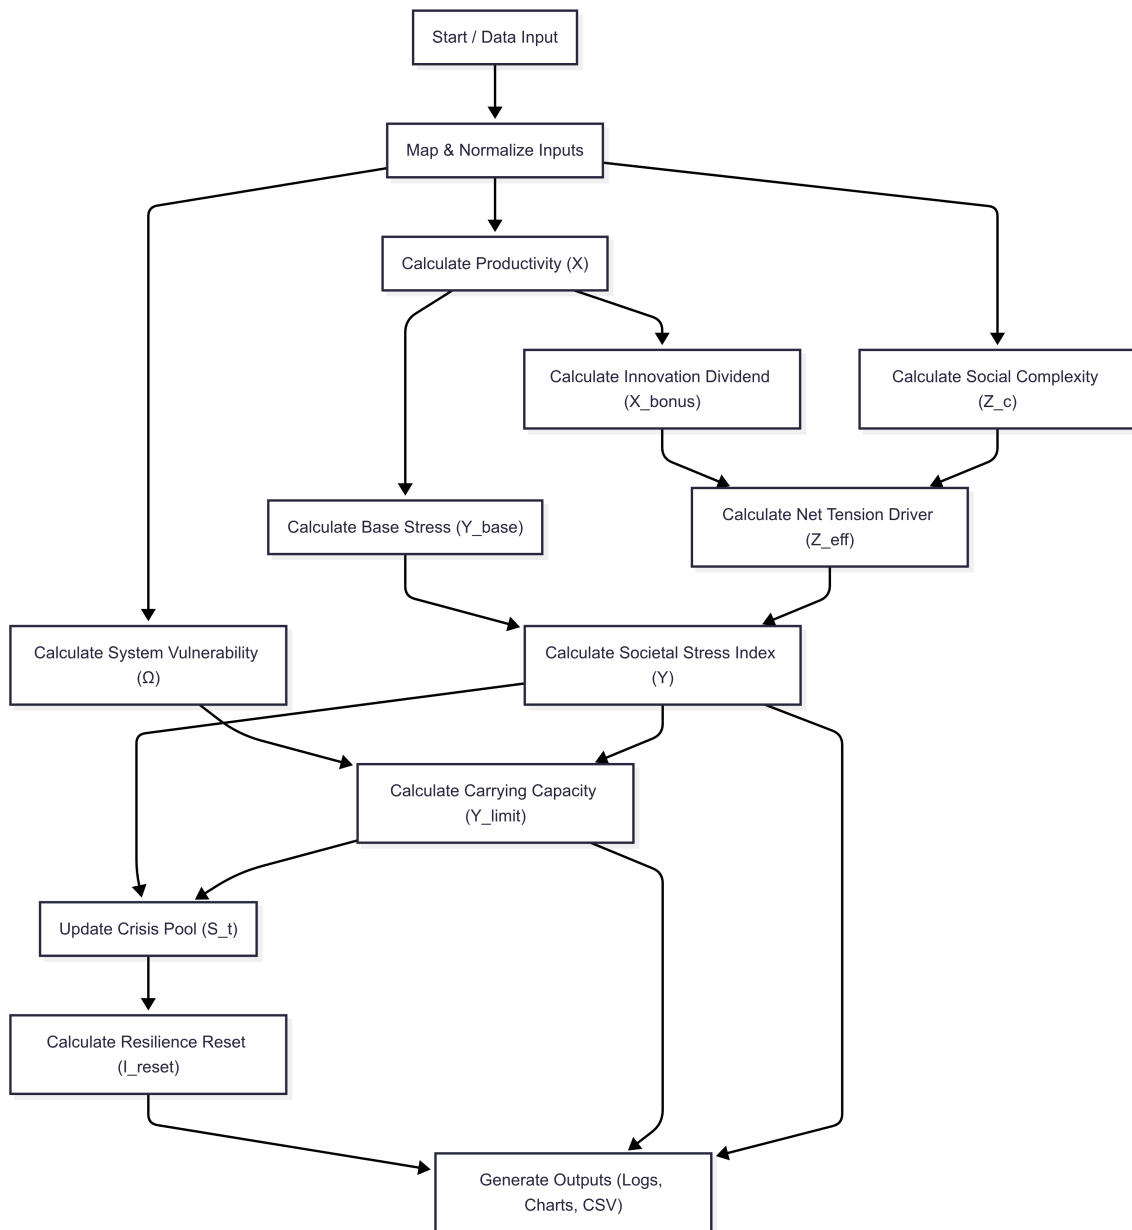 Start / Data Input
Map & Normalize Inputs
Calculate Productivity (X)
Calculate Innovation Dividend
(X_bonus)
Calculate Social Complexity
(Z_c)
Calculate Base Stress (Y_base)
Calculate Net Tension Driver
(Z_eff)
Calculate System Vulnerability
(Ω)
Calculate Societal Stress Index
(Y)
Calculate Carrying Capacity
(Y_limit)
Update Crisis Pool (S_t)
Calculate Resilience Reset
(I_reset)
Generate Outputs (Logs,
Charts, CSV)